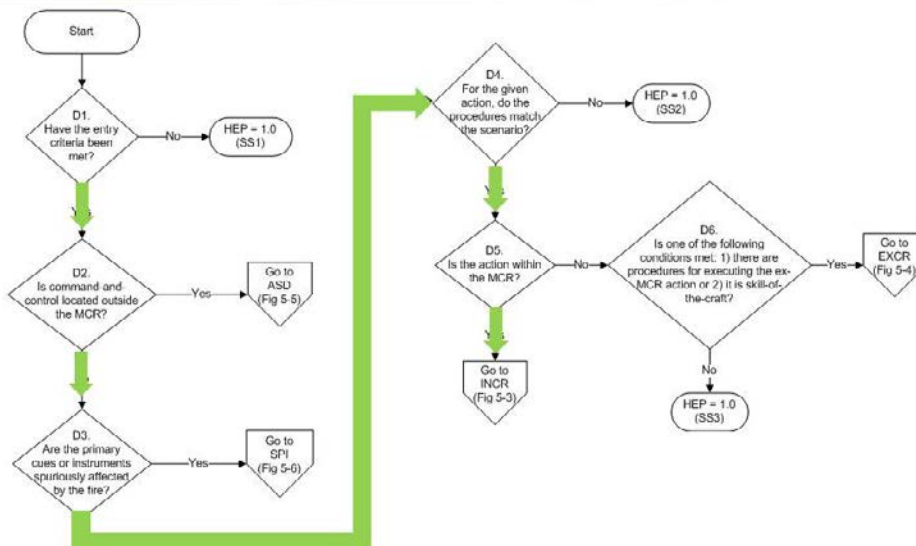 Start
D1.
Have the entry
criteria been
met?
No
HEP = 1.0
(SS1)
D2.
Is command-and-
control located outside
the MCR?
Yes
Go to
ASD
(Fig 5-5)
D3.
Are the primary
cues or instruments
spuriously affected
by the fire?
Yes
Go to
SPI
(Fig 5-6)
D4.
For the given
action, do the
procedures match
the scenario?
No
HEP = 1.0
(SS2)
D5.
Is the action within
the MCR?
No
Go to
INCR
(Fig 5-3)
D6.
Is one of the following
conditions met: 1) there are
procedures for executing the ex-
MCR action or 2) it is skill-of-
the-craft?
Yes
Go to
EXCR
(Fig 5-4)
No
HEP = 1.0
(SS3)